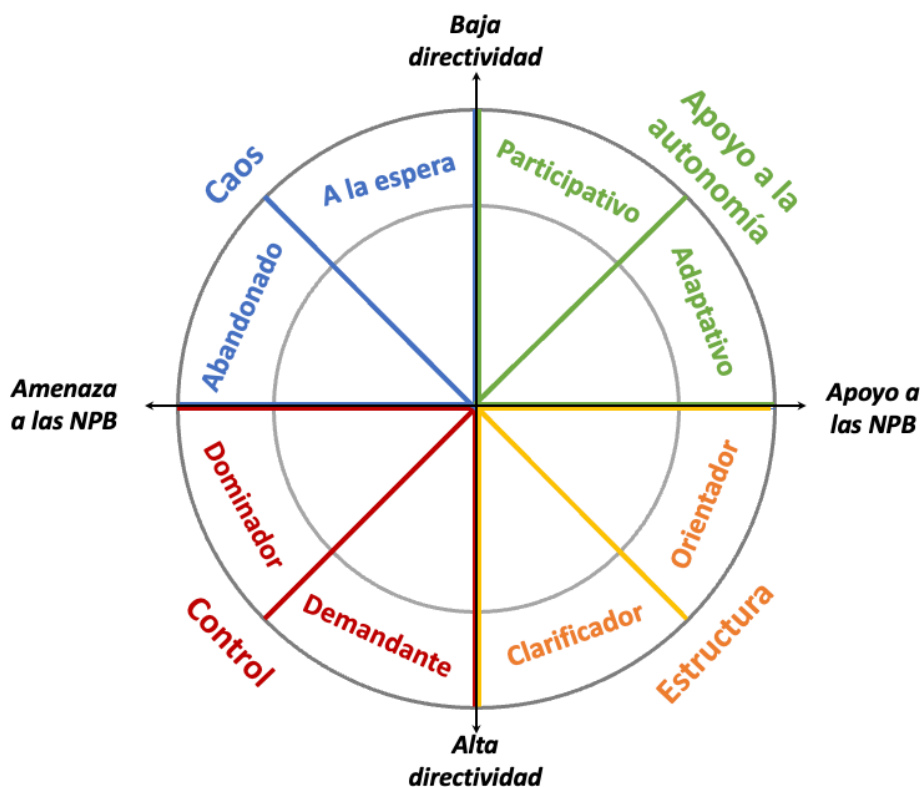 Baja
directividad
Caos
A la espera
Participativo
Apoyo a la
autonomía
Abandonado
Adaptativo
Amenaza
a las NPB
Apoyo a
las NPB
Dominador
Orientador
Control
Demandante
Clarificador
Estructura
Alta
directividad